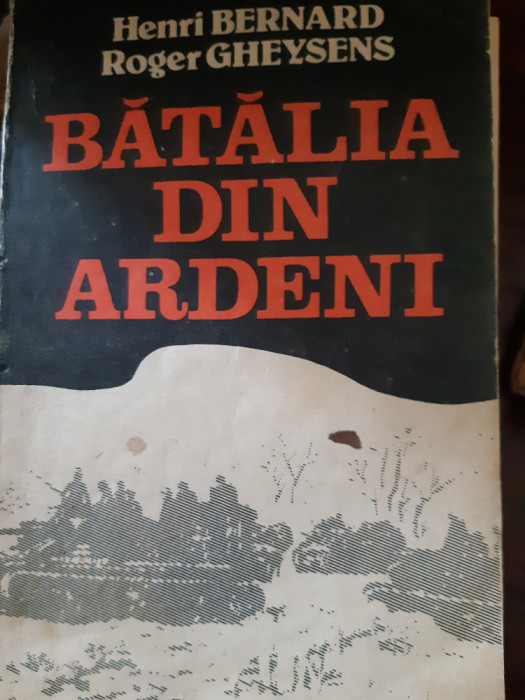 Henri BERNARD
Roger GHEYSENS
BĂTĂLIA
DIN
ARDENI